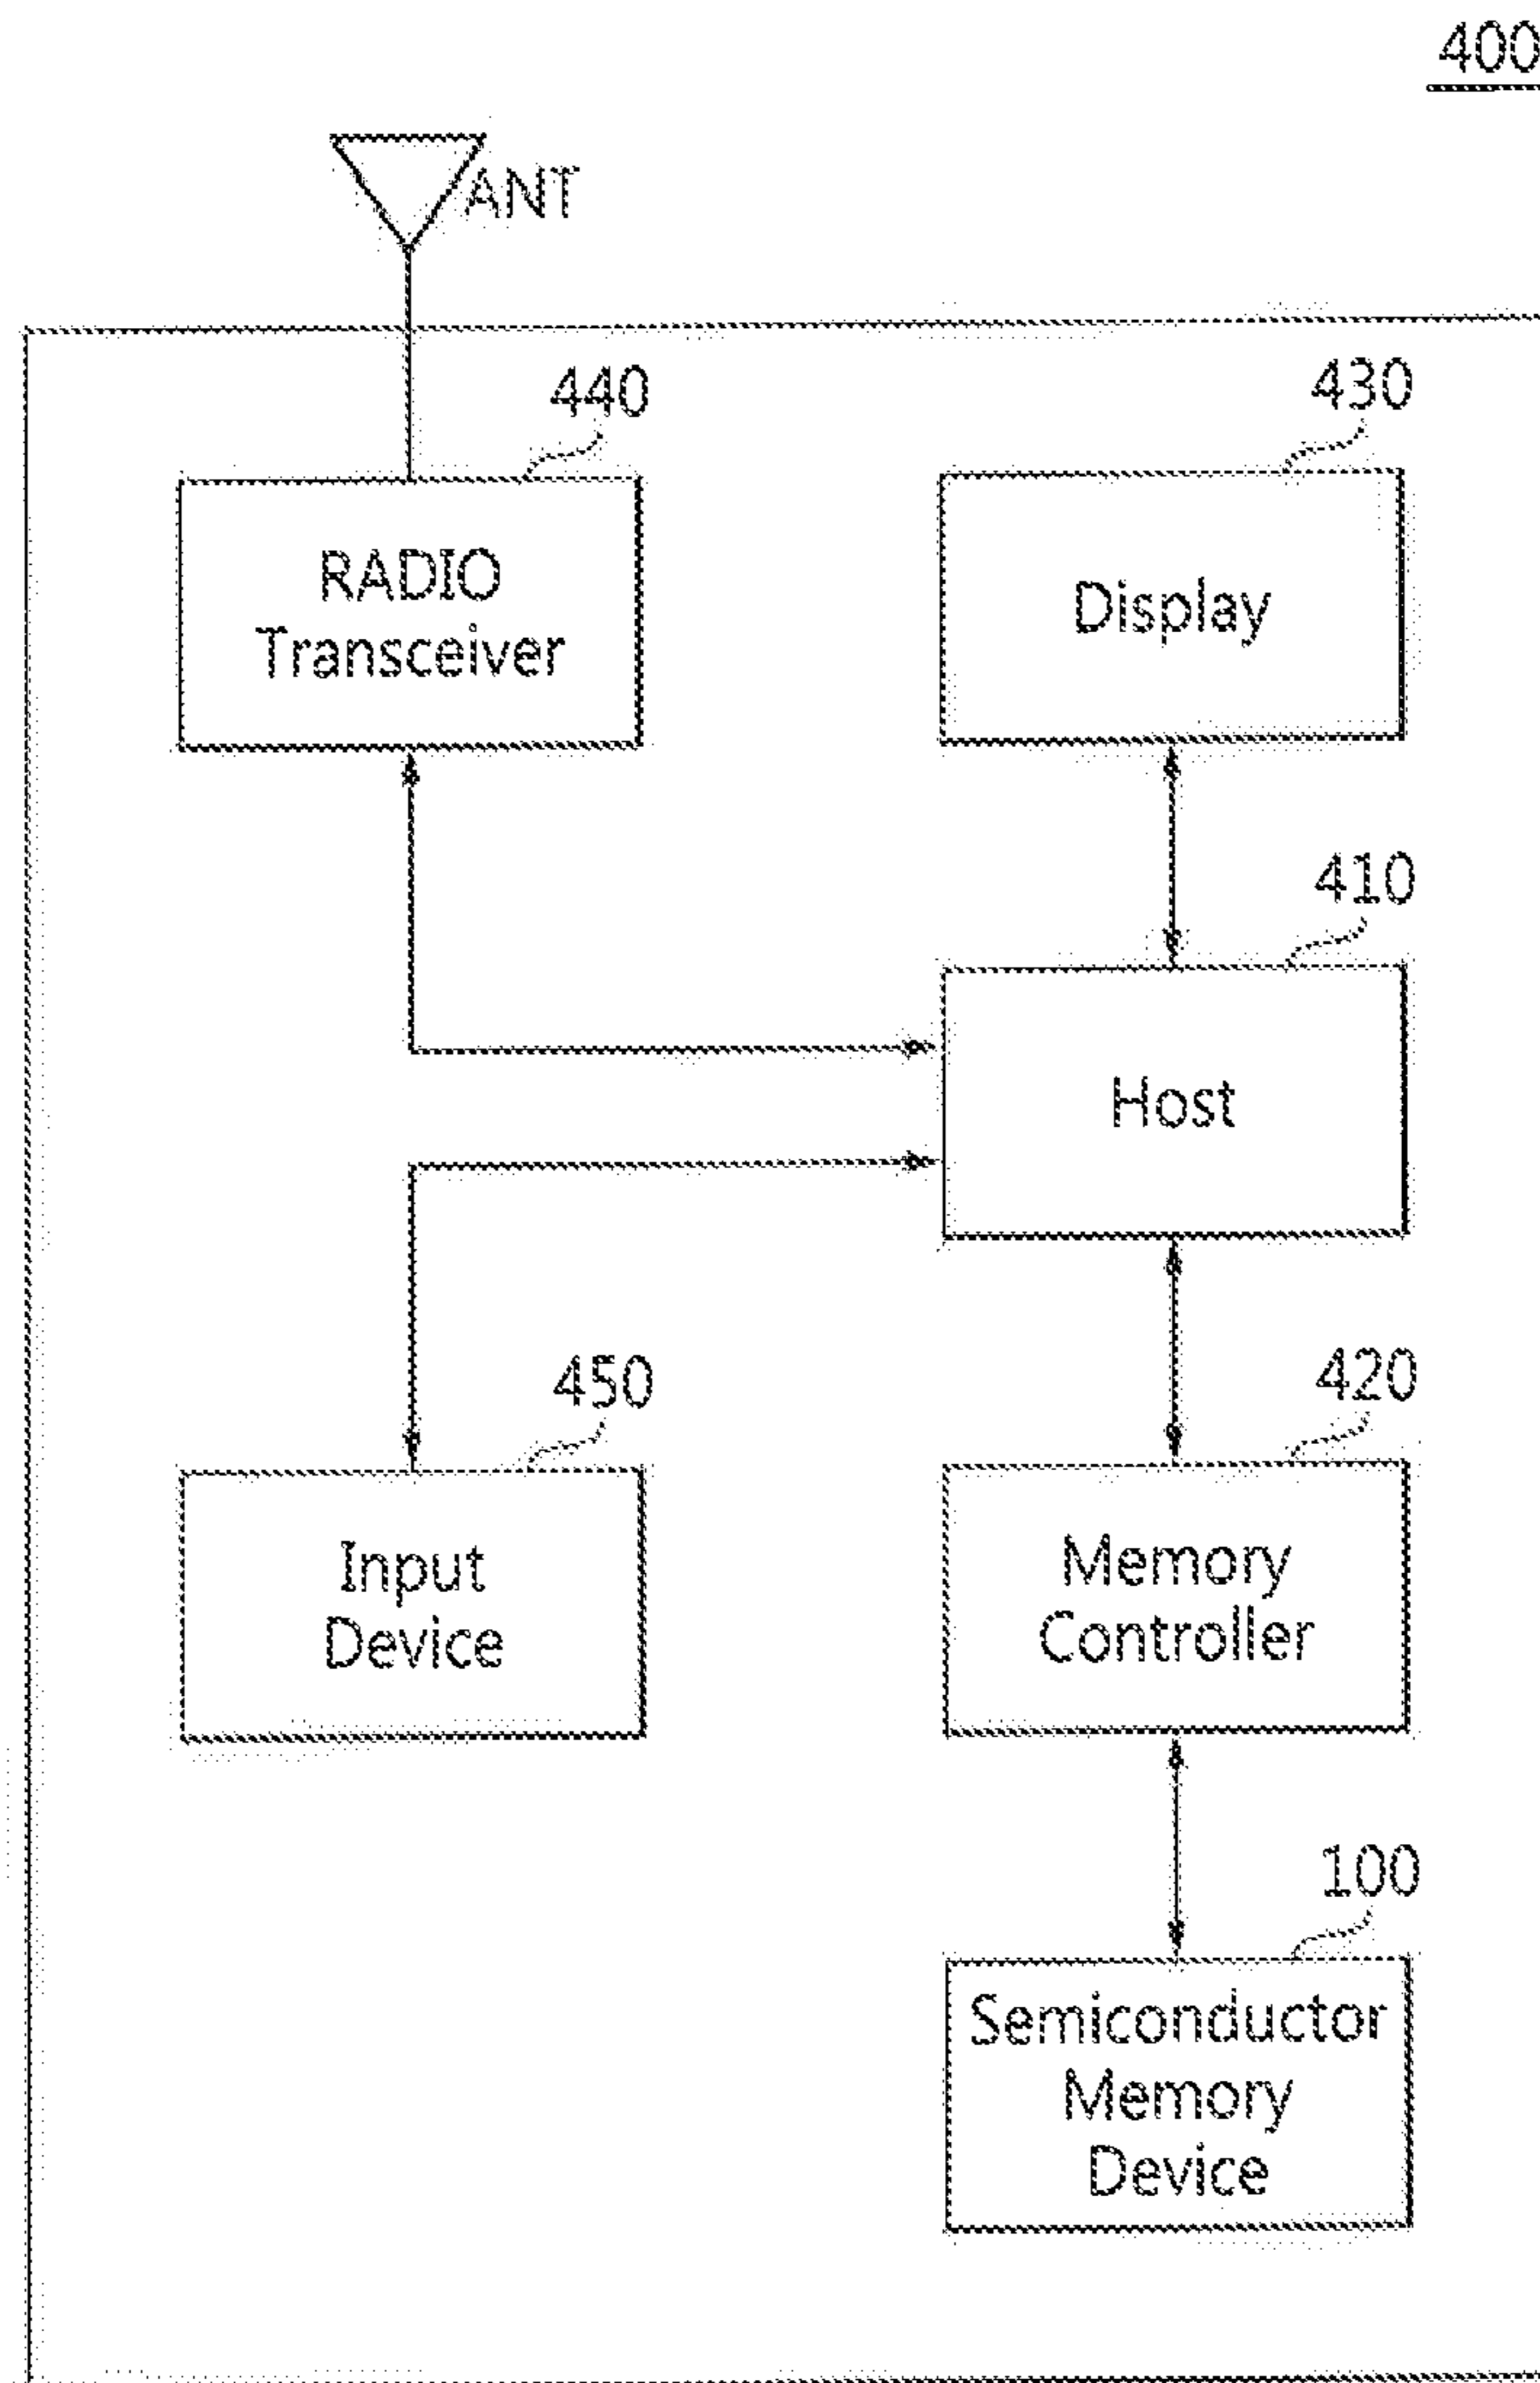 400
ANT
440
430
RADIO
Transceiver
Display
410
Host
450
420
Input
Device
Memory
Controller
100
Semiconductor
Memory
Device